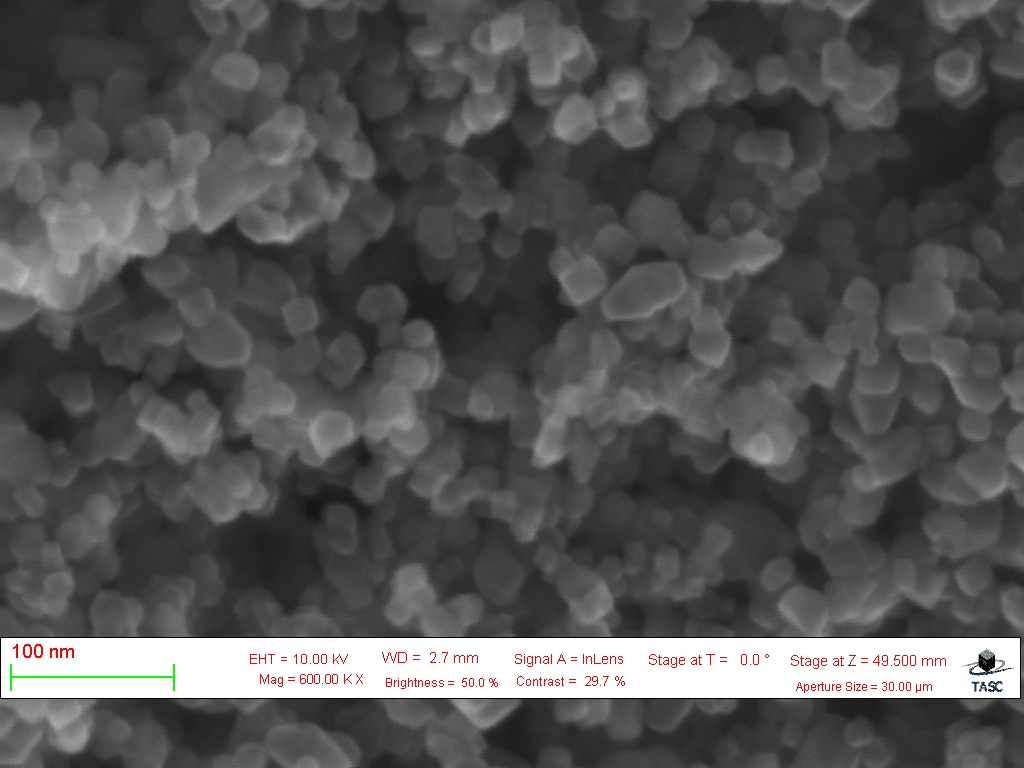 100 nm
EHT = 10.00 kV WD = 2.7 mm Signal A = InLens Stage at T = 0.0 ° Stage at Z = 49.500 mm
Mag = 600.00 K X Brightness = 50.0 % Contrast = 29.7 % Aperture Size = 30.00 µm
TASC